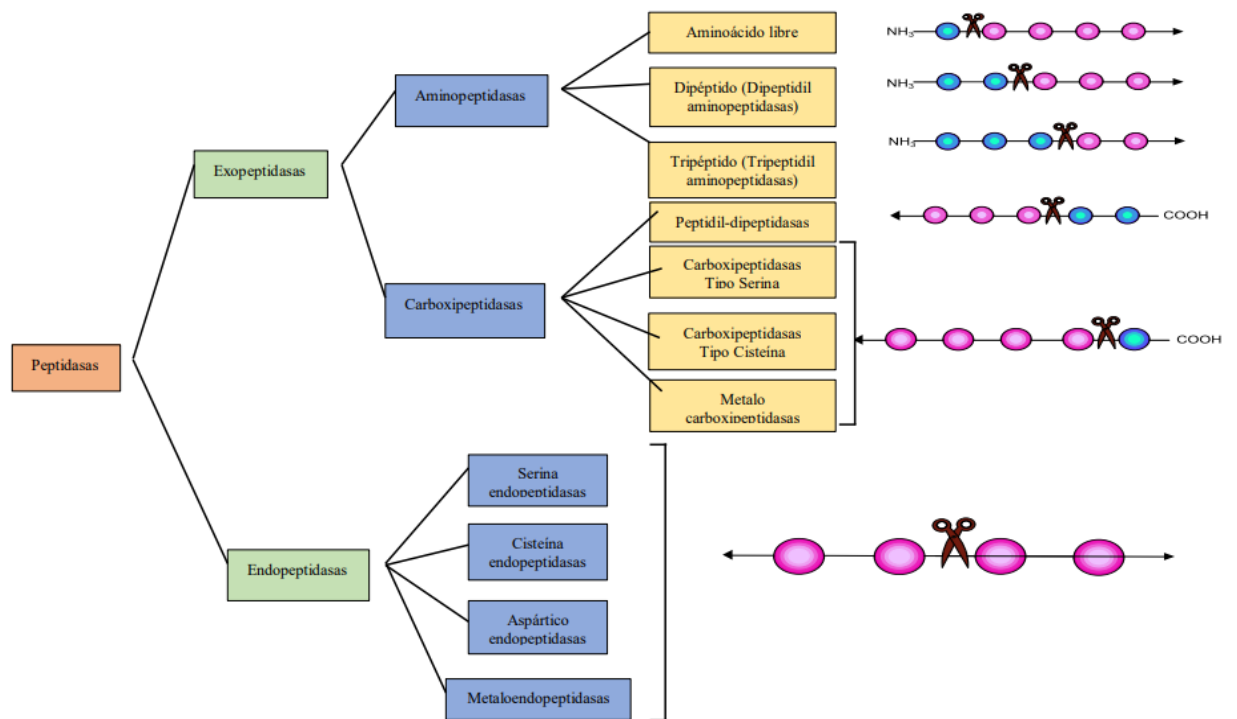 Peptidasas
Exopeptidasas
Aminopeptidasas
Aminoácido libre
Dipéptido (Dipeptidil
aminopeptidasas)
Tripéptido (Tripeptidil
aminopeptidasas)
Carboxipeptidasas
Peptidil-dipeptidasas
Carboxipeptidasas
Tipo Serina
Carboxipeptidasas
Tipo Cisteína
Metalo
carboxipeptidasas
Endopeptidasas
Serina
endopeptidasas
Cisteína
endopeptidasas
Aspártico
endopeptidasas
Metaloendopeptidasas
NH₃
NH₃
NH₃
COOH
COOH